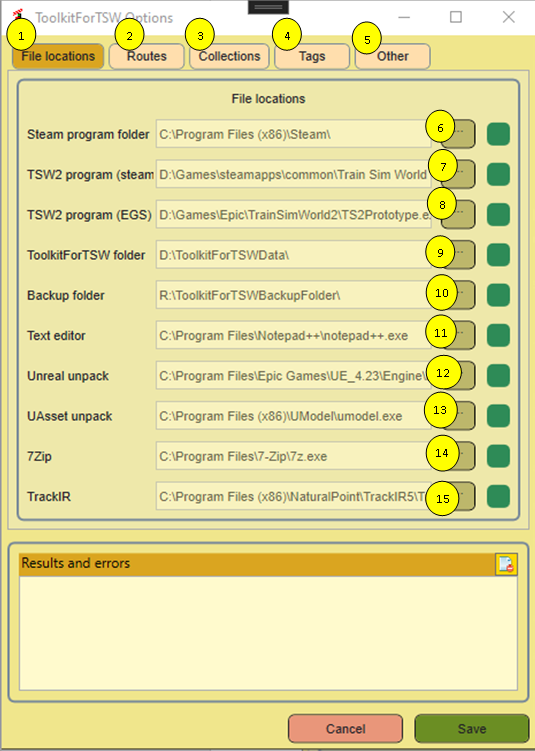 ToolkitForTSW Options
1 2 3 4 5
File locations Routes Collections Tags Other
File locations
Steam program folder C:\Program Files (x86)\Steam\ 6
TSW2 program (steam D:\Games\steamapps\common\Train Sim World 7
TSW2 program (EGS) D:\Games\Epic\TrainSimWorld2\TS2Prototype.e 8
ToolkitForTSW folder D:\ToolkitForTSWData\ 9
Backup folder R:\ToolkitForTSWBackupFolder\ 10
Text editor C:\Program Files\Notepad++\notepad++.exe 11
Unreal unpack C:\Program Files\Epic Games\UE_4.23\Engine\ 12
UAsset unpack C:\Program Files (x86)\UModel\umodel.exe 13
7Zip C:\Program Files\7-Zip\7z.exe 14
TrackIR C:\Program Files (x86)\NaturalPoint\TrackIR5\T 15
Results and errors
Cancel Save